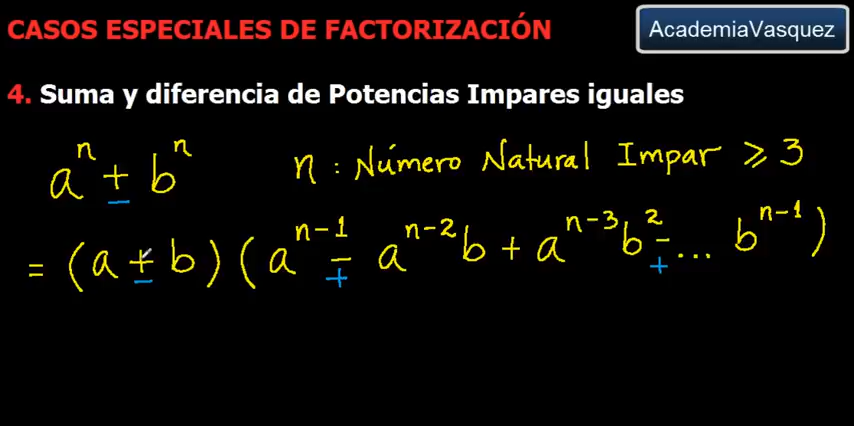 CASOS ESPECIALES DE FACTORIZACIÓN
AcademiaVasquez
4. Suma y diferencia de Potencias Impares iguales
aⁿ ± bⁿ n : Número Natural Impar ≥ 3
= (a ± b) (aⁿ⁻¹ ∓ aⁿ⁻²b + aⁿ⁻³b² ∓ ... bⁿ⁻¹)